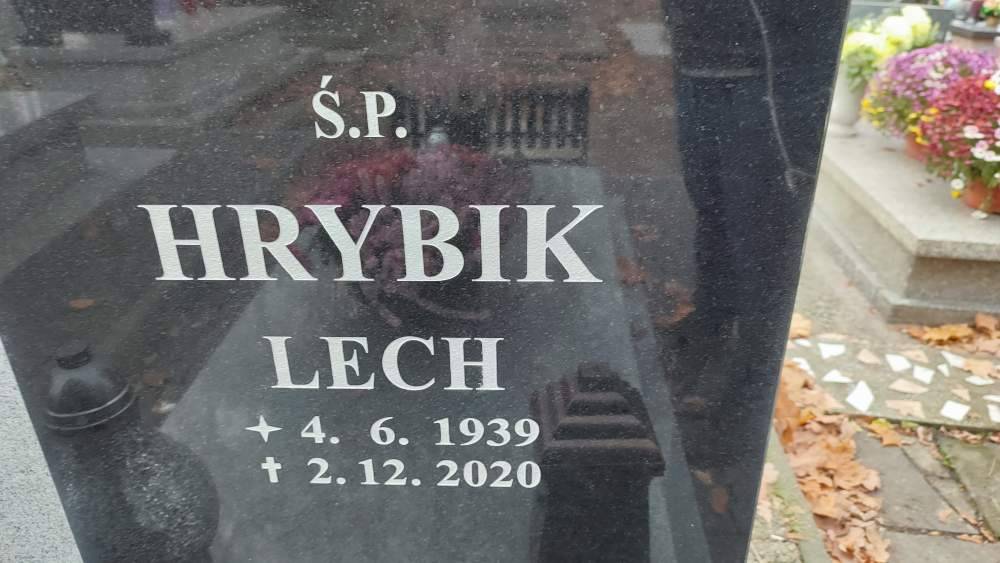 Ś.P.
HRYBIK
LECH
✦ 4. 6. 1939
✝ 2. 12. 2020